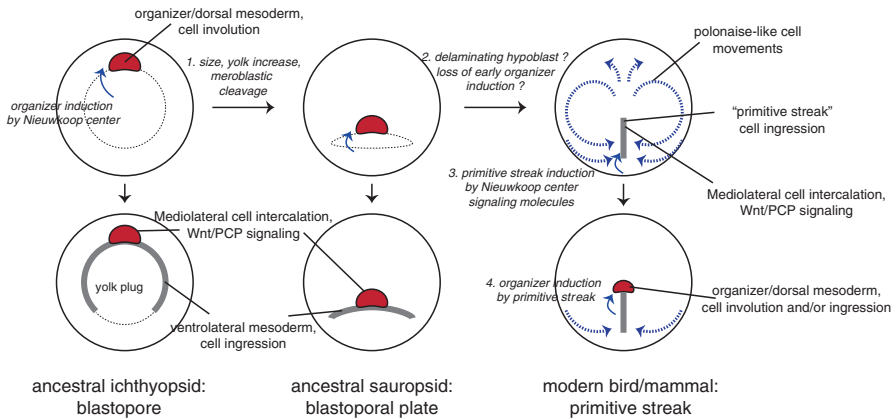 organizer/dorsal mesoderm,
cell involution
1. size, yolk increase,
meroblastic
cleavage
organizer induction
by Nieuwkoop center
2. delaminating hypoblast ?
loss of early organizer
induction ?
polonaise-like cell
movements
"primitive streak"
cell ingression
3. primitive streak induction
by Nieuwkoop center
signaling molecules
Mediolateral cell intercalation,
Wnt/PCP signaling
Mediolateral cell intercalation,
Wnt/PCP signaling
yolk plug
ventrolateral mesoderm,
cell ingression
4. organizer induction
by primitive streak
organizer/dorsal mesoderm,
cell involution and/or ingression
ancestral ichthyopsid:
blastopore
ancestral sauropsid:
blastoporal plate
modern bird/mammal:
primitive streak